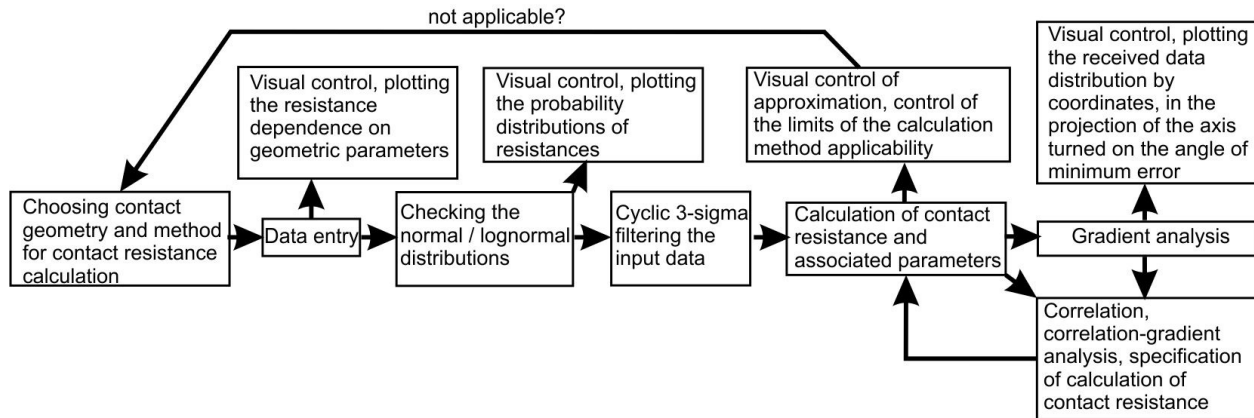 not applicable?
Visual control, plotting
the resistance
dependence on
geometric parameters
Visual control, plotting
the probability
distributions of
resistances
Visual control of
approximation, control of
the limits of the calculation
method applicability
Visual control, plotting
the received data
distribution by
coordinates, in the
projection of the axis
turned on the angle of
minimum error
Choosing contact
geometry and method
for contact resistance
calculation
Data entry
Checking the
normal / lognormal
distributions
Cyclic 3-sigma
filtering the
input data
Calculation of contact
resistance and
associated parameters
Gradient analysis
Correlation,
correlation-gradient
analysis, specification
of calculation of
contact resistance